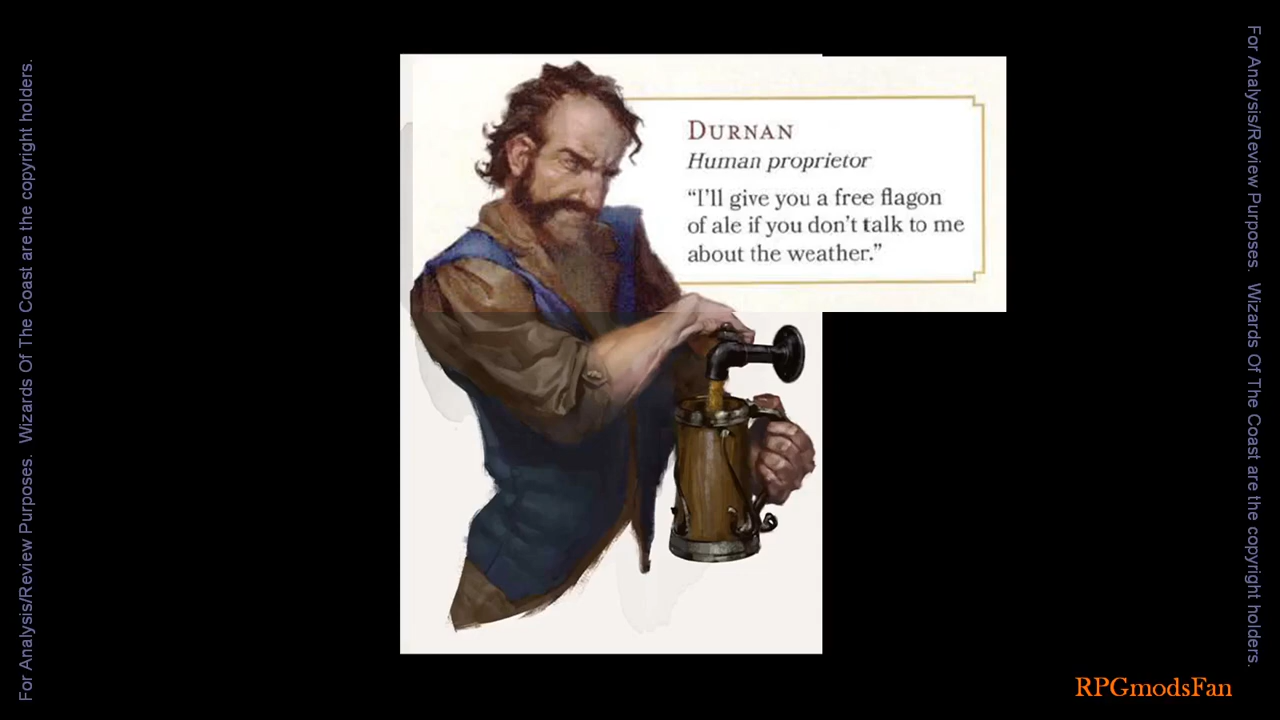 For Analysis/Review Purposes.  Wizards Of The Coast are the copyright holders.
DURNAN
Human proprietor
“I’ll give you a free flagon
of ale if you don’t talk to me
about the weather.”
For Analysis/Review Purposes.  Wizards Of The Coast are the copyright holders.
RPGmodsFan